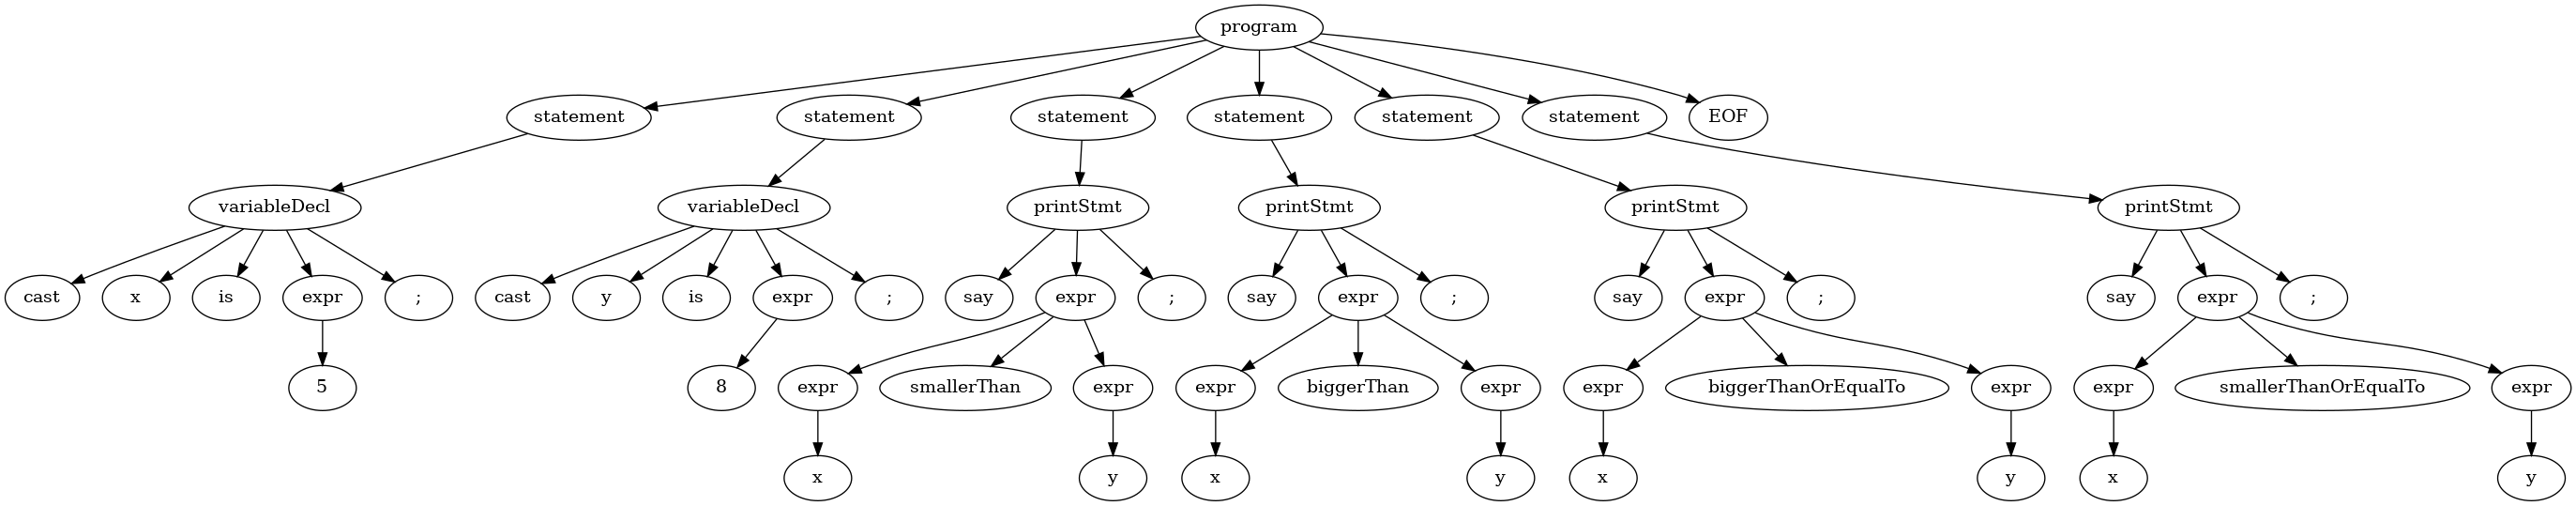 program
statement statement statement statement statement statement EOF
variableDecl variableDecl printStmt printStmt printStmt printStmt
cast x is expr ; cast y is expr ; say expr ; say expr ; say expr ; say expr ;
5 8 expr smallerThan expr expr biggerThan expr expr biggerThanOrEqualTo expr expr smallerThanOrEqualTo expr
x y x y x y x y